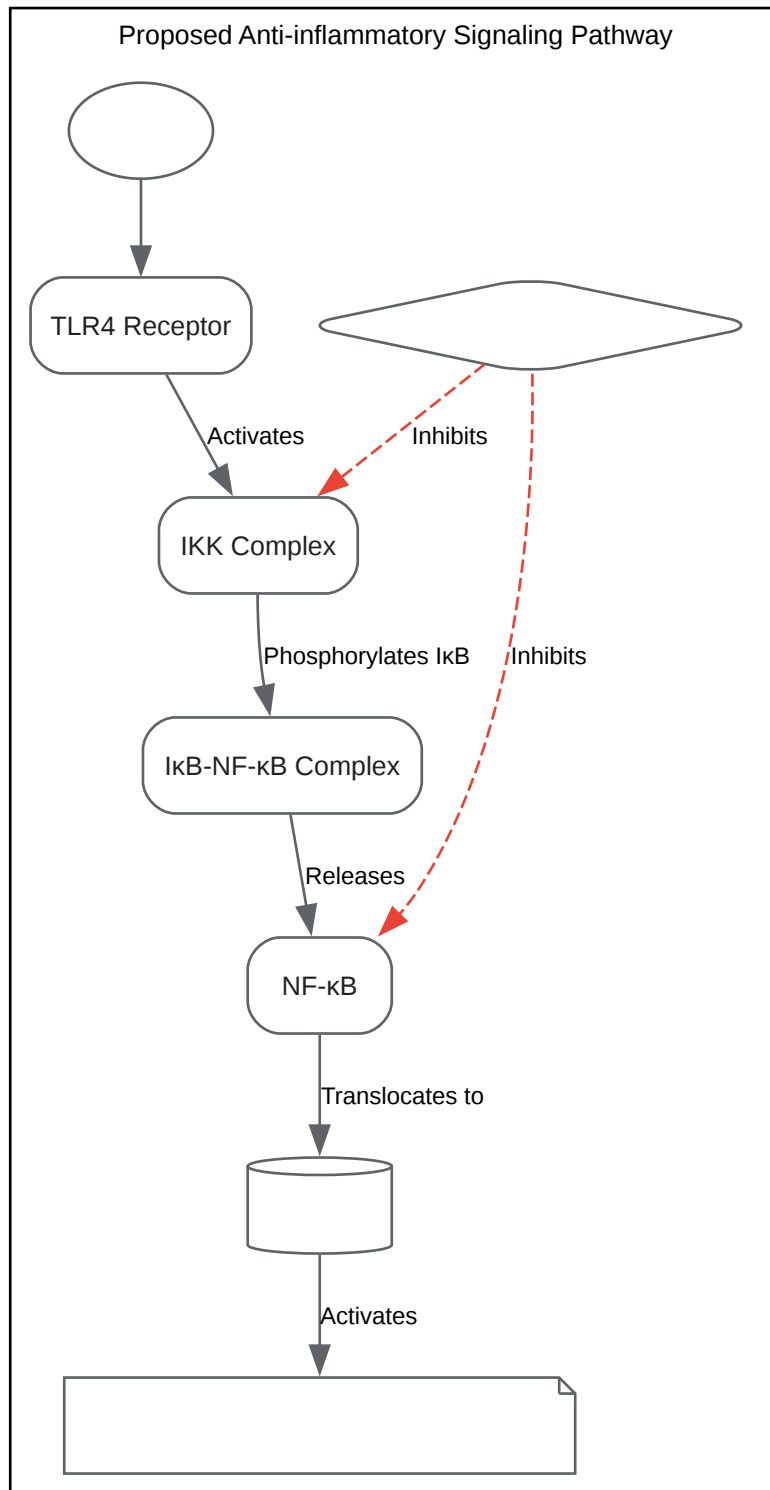 Proposed Anti-inflammatory Signaling Pathway
TLR4 Receptor
Activates
Inhibits
IKK Complex
Phosphorylates IκB
Inhibits
IκB-NF-κB Complex
Releases
NF-κB
Translocates to
Activates